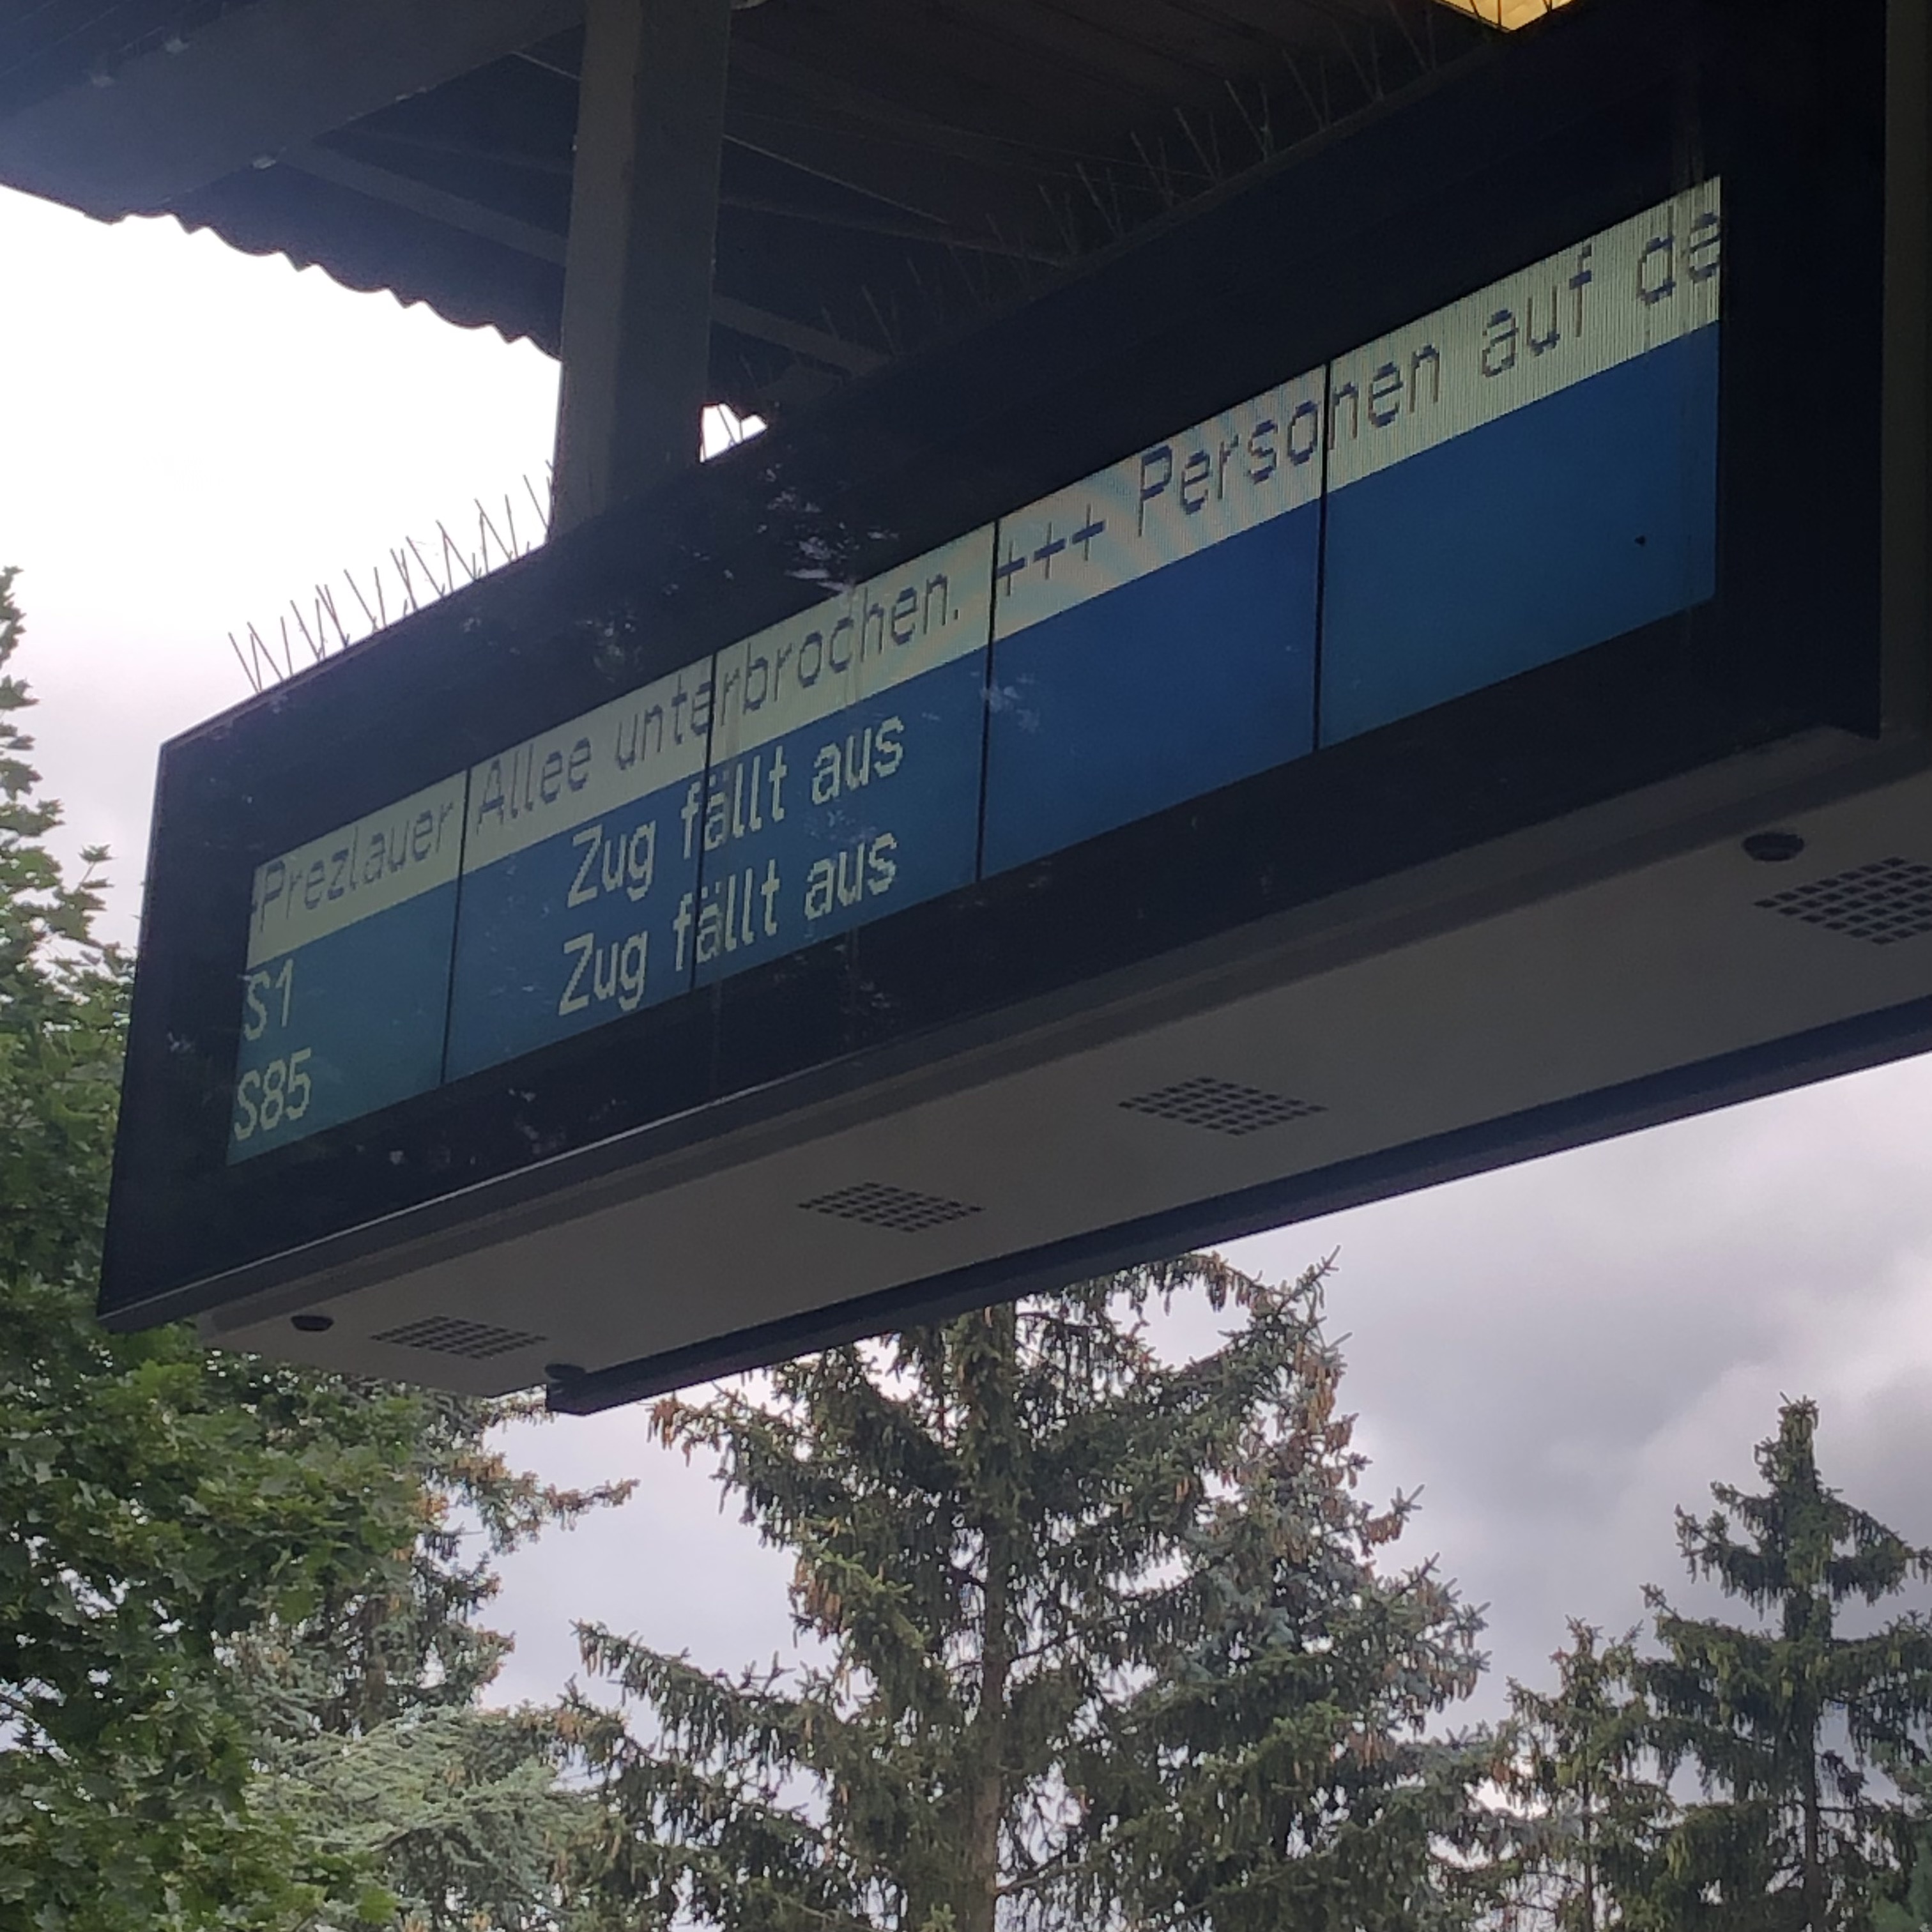 -Prezlauer Allee unterbrochen. +++ Personen auf de
S1 Zug fällt aus
S85 Zug fällt aus